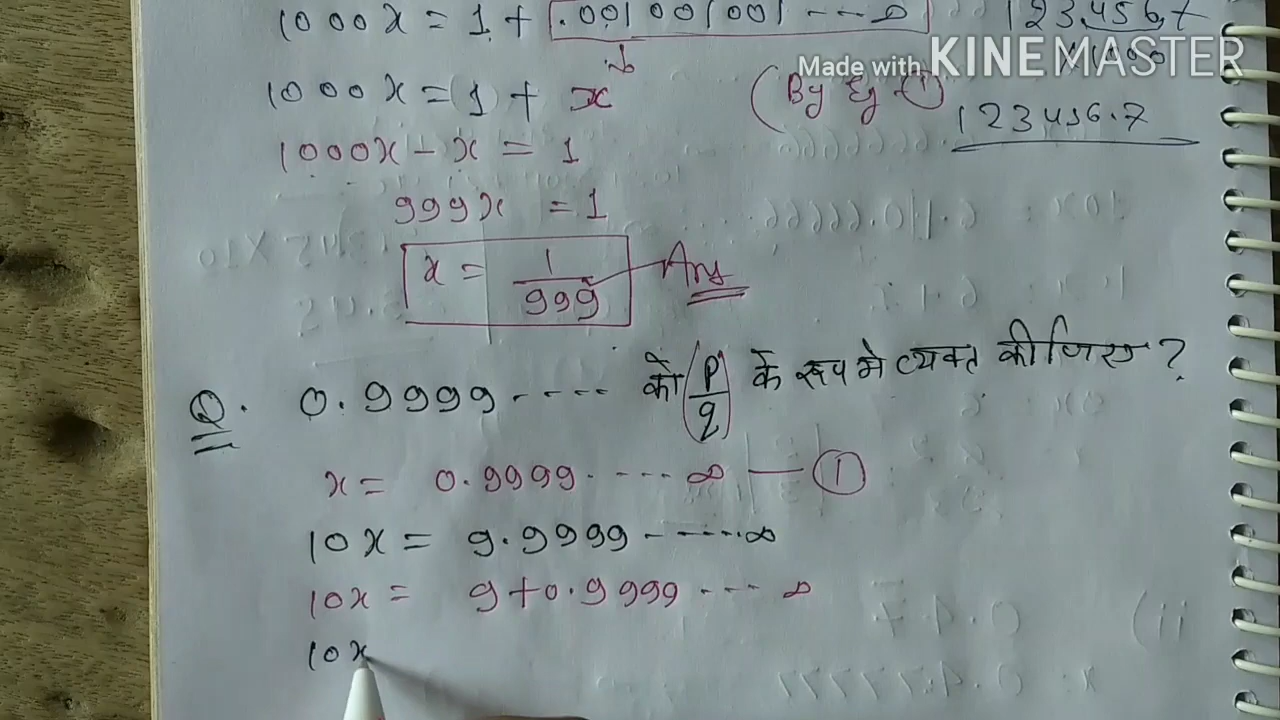 1000x = 1 + .001001001 --- ∞
Made with KINEMASTER
1000x = 1 + x (By Eq - ①
123456.7
1000x - x = 1
999x = 1
x = 1/999 Ans
Q. 0.9999 ---- को (p/q) के रूप मे व्यक्त कीजिए ?
x = 0.9999 ---- ∞ — ①
10x = 9.9999 ------ ∞
10x = 9+0.9999 --- ∞
10x